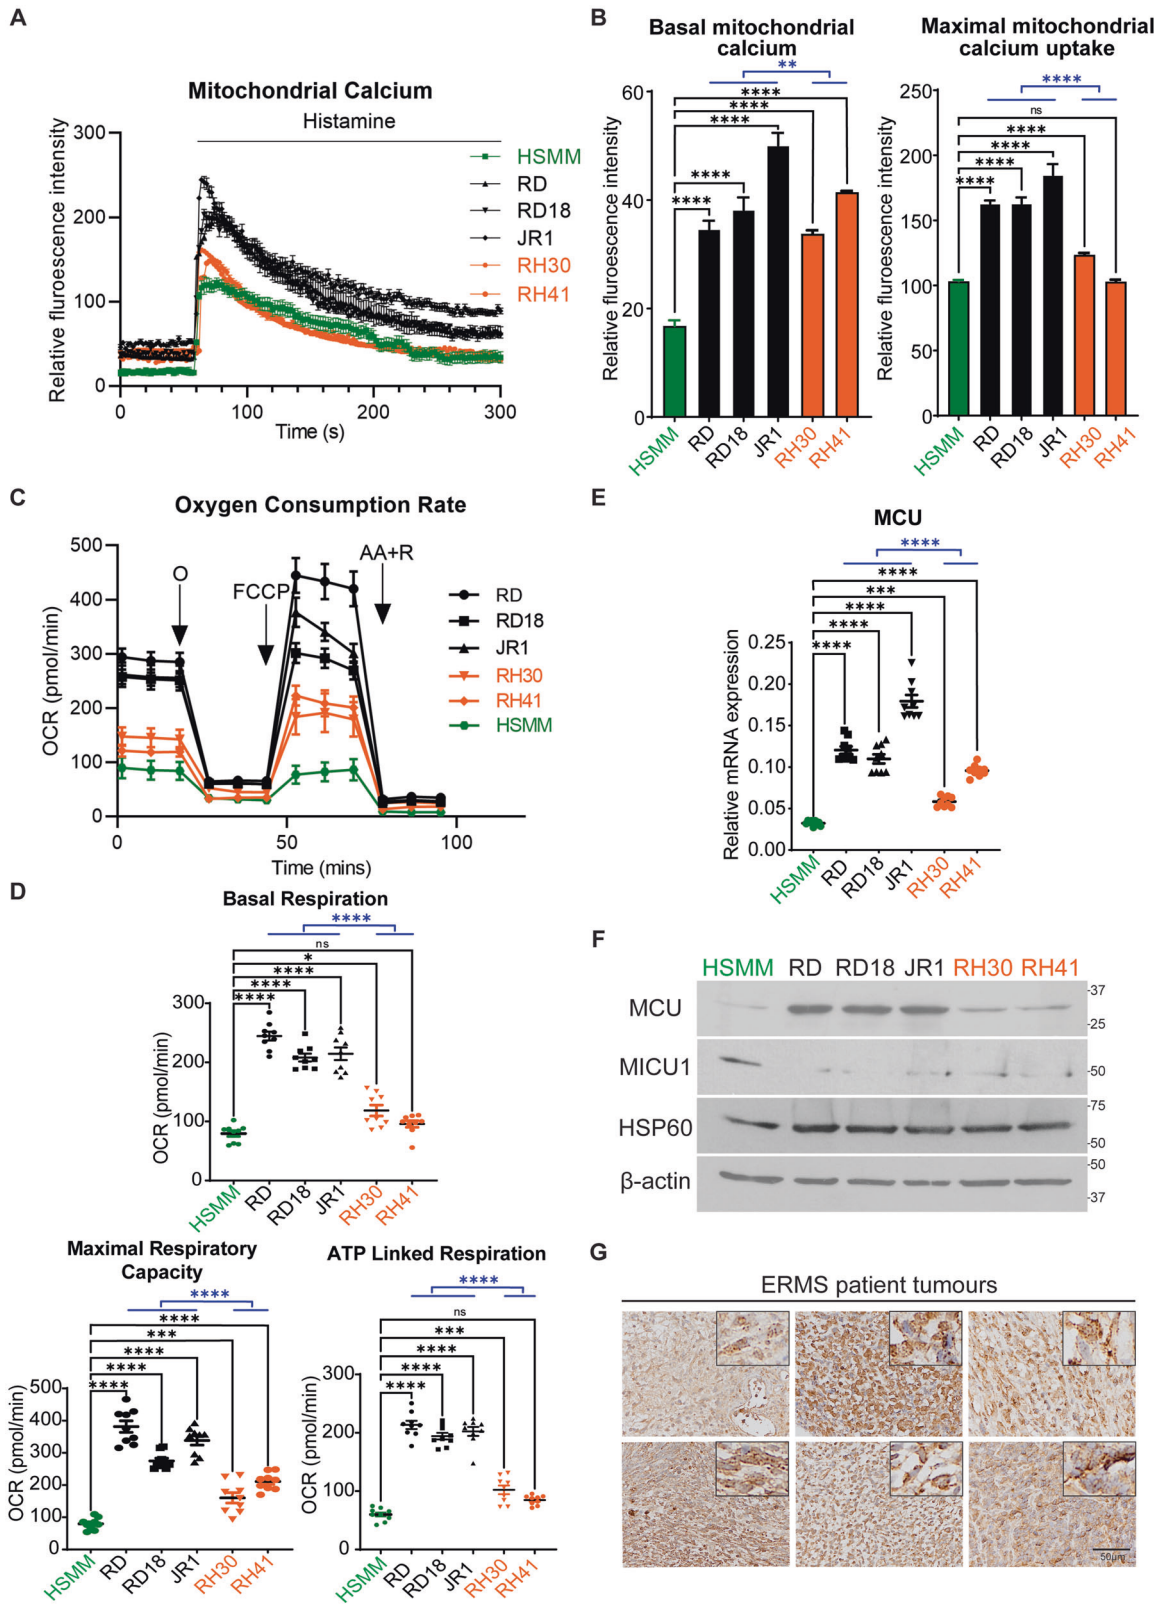 A
Mitochondrial Calcium
Histamine
Relative fluroescence intensity
300
200
100
0
0
100
200
300
Time (s)
HSMM
RD
RD18
JR1
RH30
RH41
B
Basal mitochondrial
calcium
**
****
****
****
****
****
Relative fluroescence intensity
60
40
20
0
HSMM
RD
RD18
JR1
RH30
RH41
Maximal mitochondrial
calcium uptake
****
ns
****
****
****
****
Relative fluroescence intensity
250
200
150
100
50
0
HSMM
RD
RD18
JR1
RH30
RH41
C
Oxygen Consumption Rate
O
FCCP
AA+R
OCR (pmol/min)
500
400
300
200
100
0
0
50
100
Time (mins)
RD
RD18
JR1
RH30
RH41
HSMM
E
MCU
****
****
***
****
****
****
Relative mRNA expression
0.25
0.20
0.15
0.10
0.05
0.00
HSMM
RD
RD18
JR1
RH30
RH41
D
Basal Respiration
****
ns
*
****
****
****
OCR (pmol/min)
300
200
100
0
HSMM
RD
RD18
JR1
RH30
RH41
Maximal Respiratory
Capacity
****
****
***
****
****
****
OCR (pmol/min)
500
400
300
200
100
0
HSMM
RD
RD18
JR1
RH30
RH41
ATP Linked Respiration
****
ns
***
****
****
****
OCR (pmol/min)
300
200
100
0
HSMM
RD
RD18
JR1
RH30
RH41
F
HSMM RD RD18 JR1 RH30 RH41
MCU
-37
-25
MICU1
-50
HSP60
-75
-50
β-actin
-50
-37
G
ERMS patient tumours
50μm